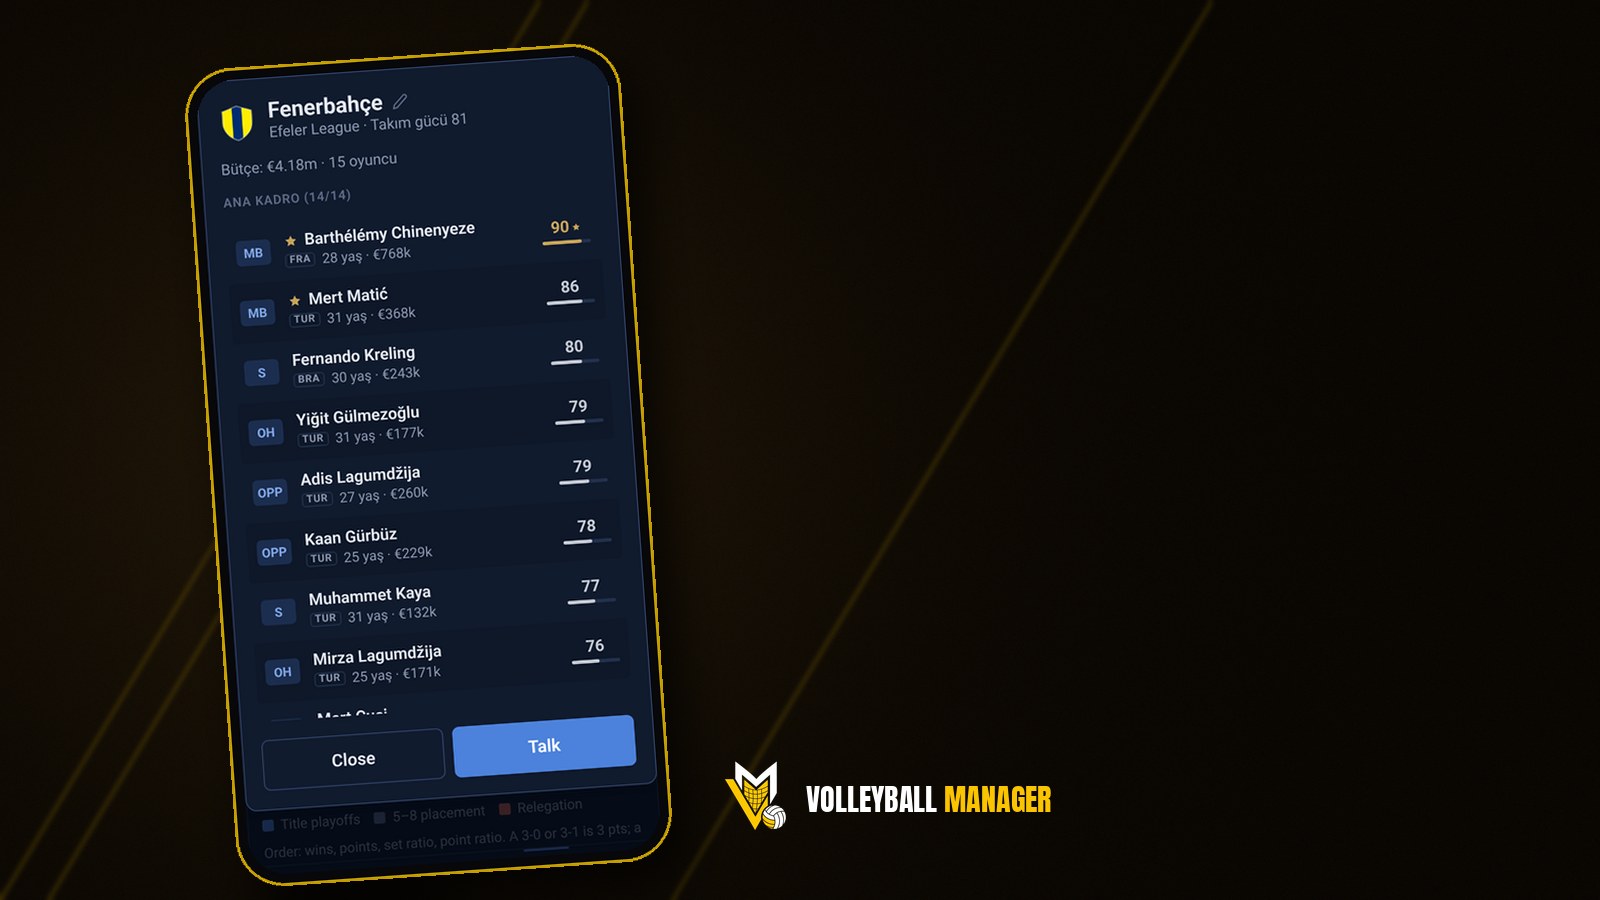 Fenerbahçe
Efeler League · Takım gücü 81
Bütçe: €4.18m · 15 oyuncu
ANA KADRO (14/14)
MB
Barthélémy Chinenyeze
FRA 28 yaş · €768k
90
MB
Mert Matić
TUR 31 yaş · €368k
86
S
Fernando Kreling
BRA 30 yaş · €243k
80
OH
Yiğit Gülmezoğlu
TUR 31 yaş · €177k
79
OPP
Adis Lagumdžija
TUR 27 yaş · €260k
79
OPP
Kaan Gürbüz
TUR 25 yaş · €229k
78
S
Muhammet Kaya
TUR 31 yaş · €132k
77
OH
Mirza Lagumdžija
TUR 25 yaş · €171k
76
Close
Talk
Title playoffs 5–8 placement Relegation
Order: wins, points, set ratio, point ratio. A 3-0 or 3-1 is 3 pts; a
VOLLEYBALL MANAGER